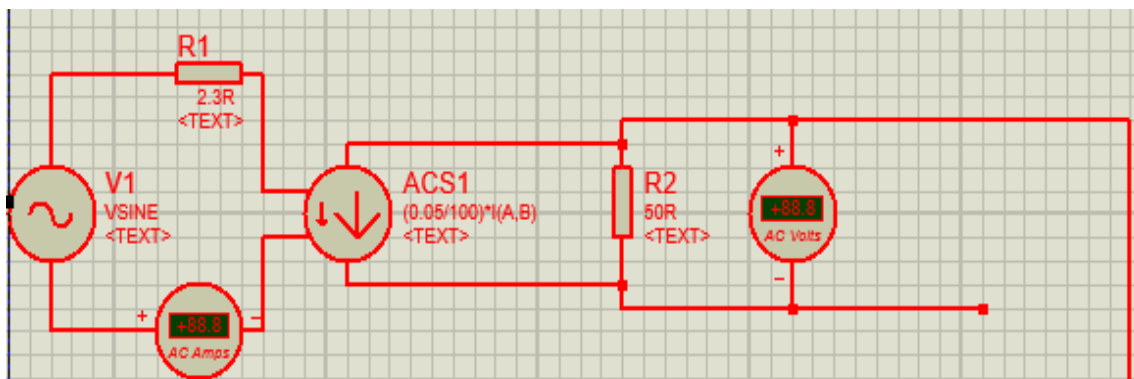 R1
2.3R
<TEXT>
V1
VSINE
<TEXT>
ACS1
(0.05/100)*I(A,B)
<TEXT>
R2
50R
<TEXT>
+
+88.8
AC Volts
-
+
-
+88.8
AC Amps